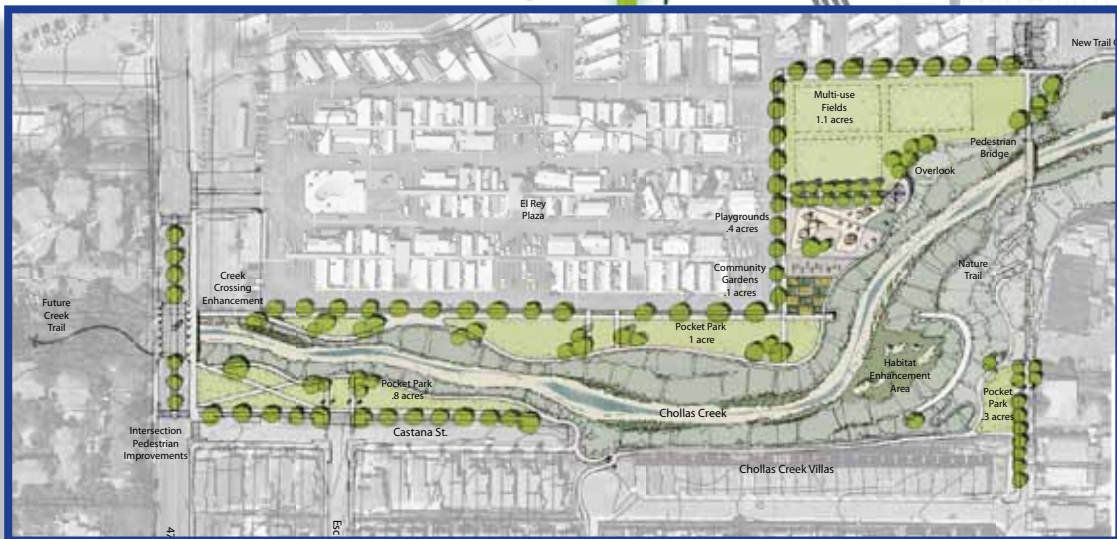 New Trail
Multi-use
Fields
1.1 acres
Pedestrian
Bridge
Overlook
El Rey
Plaza
Playgrounds
.4 acres
Community
Gardens
.1 acres
Nature
Trail
Creek
Crossing
Enhancement
Future
Creek
Trail
Pocket Park
1 acre
Habitat
Enhancement
Area
Pocket Park
.8 acres
Pocket
Park
.3 acres
Chollas Creek
Castana St.
Intersection
Pedestrian
Improvements
Chollas Creek Villas